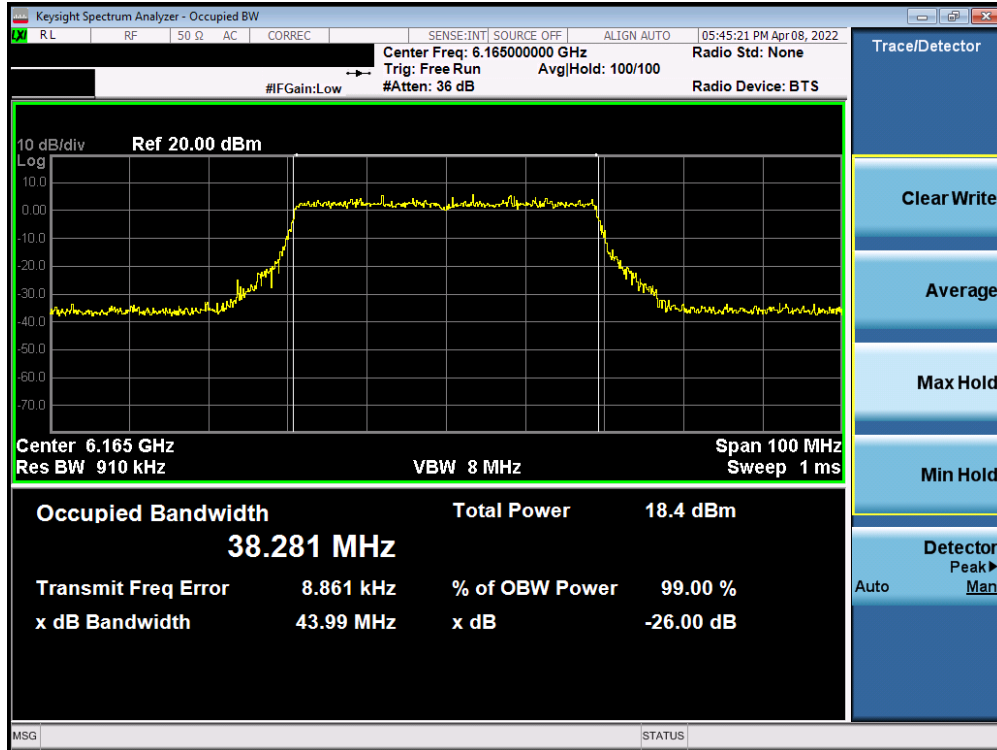 Keysight Spectrum Analyzer - Occupied BW
LXI RL RF 50 Ω AC CORREC SENSE:INT SOURCE OFF ALIGN AUTO 05:45:21 PM Apr 08, 2022
Center Freq: 6.165000000 GHz Radio Std: None
Trig: Free Run Avg|Hold: 100/100
#IFGain:Low #Atten: 36 dB Radio Device: BTS
Trace/Detector
10 dB/div Ref 20.00 dBm
Log
10.0
0.00
-10.0
-20.0
-30.0
-40.0
-50.0
-60.0
-70.0
Center 6.165 GHz Span 100 MHz
Res BW 910 kHz VBW 8 MHz Sweep 1 ms
Occupied Bandwidth Total Power 18.4 dBm
38.281 MHz
Transmit Freq Error 8.861 kHz % of OBW Power 99.00 %
x dB Bandwidth 43.99 MHz x dB -26.00 dB
Clear Write
Average
Max Hold
Min Hold
Detector
Peak▶
Auto Man
MSG STATUS